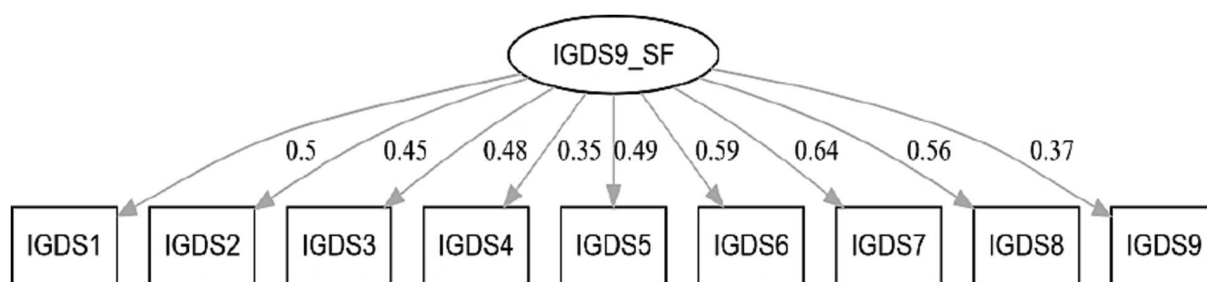 IGDS9_SF
0.5 0.45 0.48 0.35 0.49 0.59 0.64 0.56 0.37
IGDS1 IGDS2 IGDS3 IGDS4 IGDS5 IGDS6 IGDS7 IGDS8 IGDS9